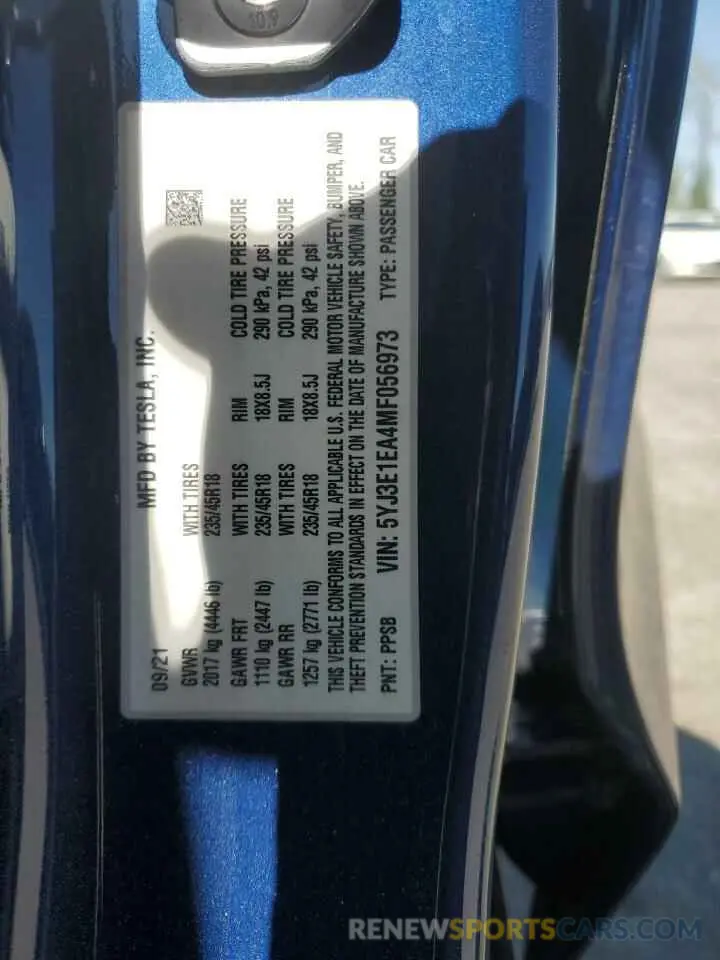 10.9
09/21 MFD BY TESLA, INC.
GVWR WITH TIRES
2017 kg (4446 lb) 235/45R18
GAWR FRT WITH TIRES RIM COLD TIRE PRESSURE
1110 kg (2447 lb) 235/45R18 18X8.5J 290 kPa, 42 psi
GAWR RR WITH TIRES RIM COLD TIRE PRESSURE
1257 kg (2771 lb) 235/45R18 18X8.5J 290 kPa, 42 psi
THIS VEHICLE CONFORMS TO ALL APPLICABLE U.S. FEDERAL MOTOR VEHICLE SAFETY, BUMPER, AND
THEFT PREVENTION STANDARDS IN EFFECT ON THE DATE OF MANUFACTURE SHOWN ABOVE.
PNT: PPSB VIN: 5YJ3E1EA4MF056973 TYPE: PASSENGER CAR
RENEWSPORTSCARS.COM